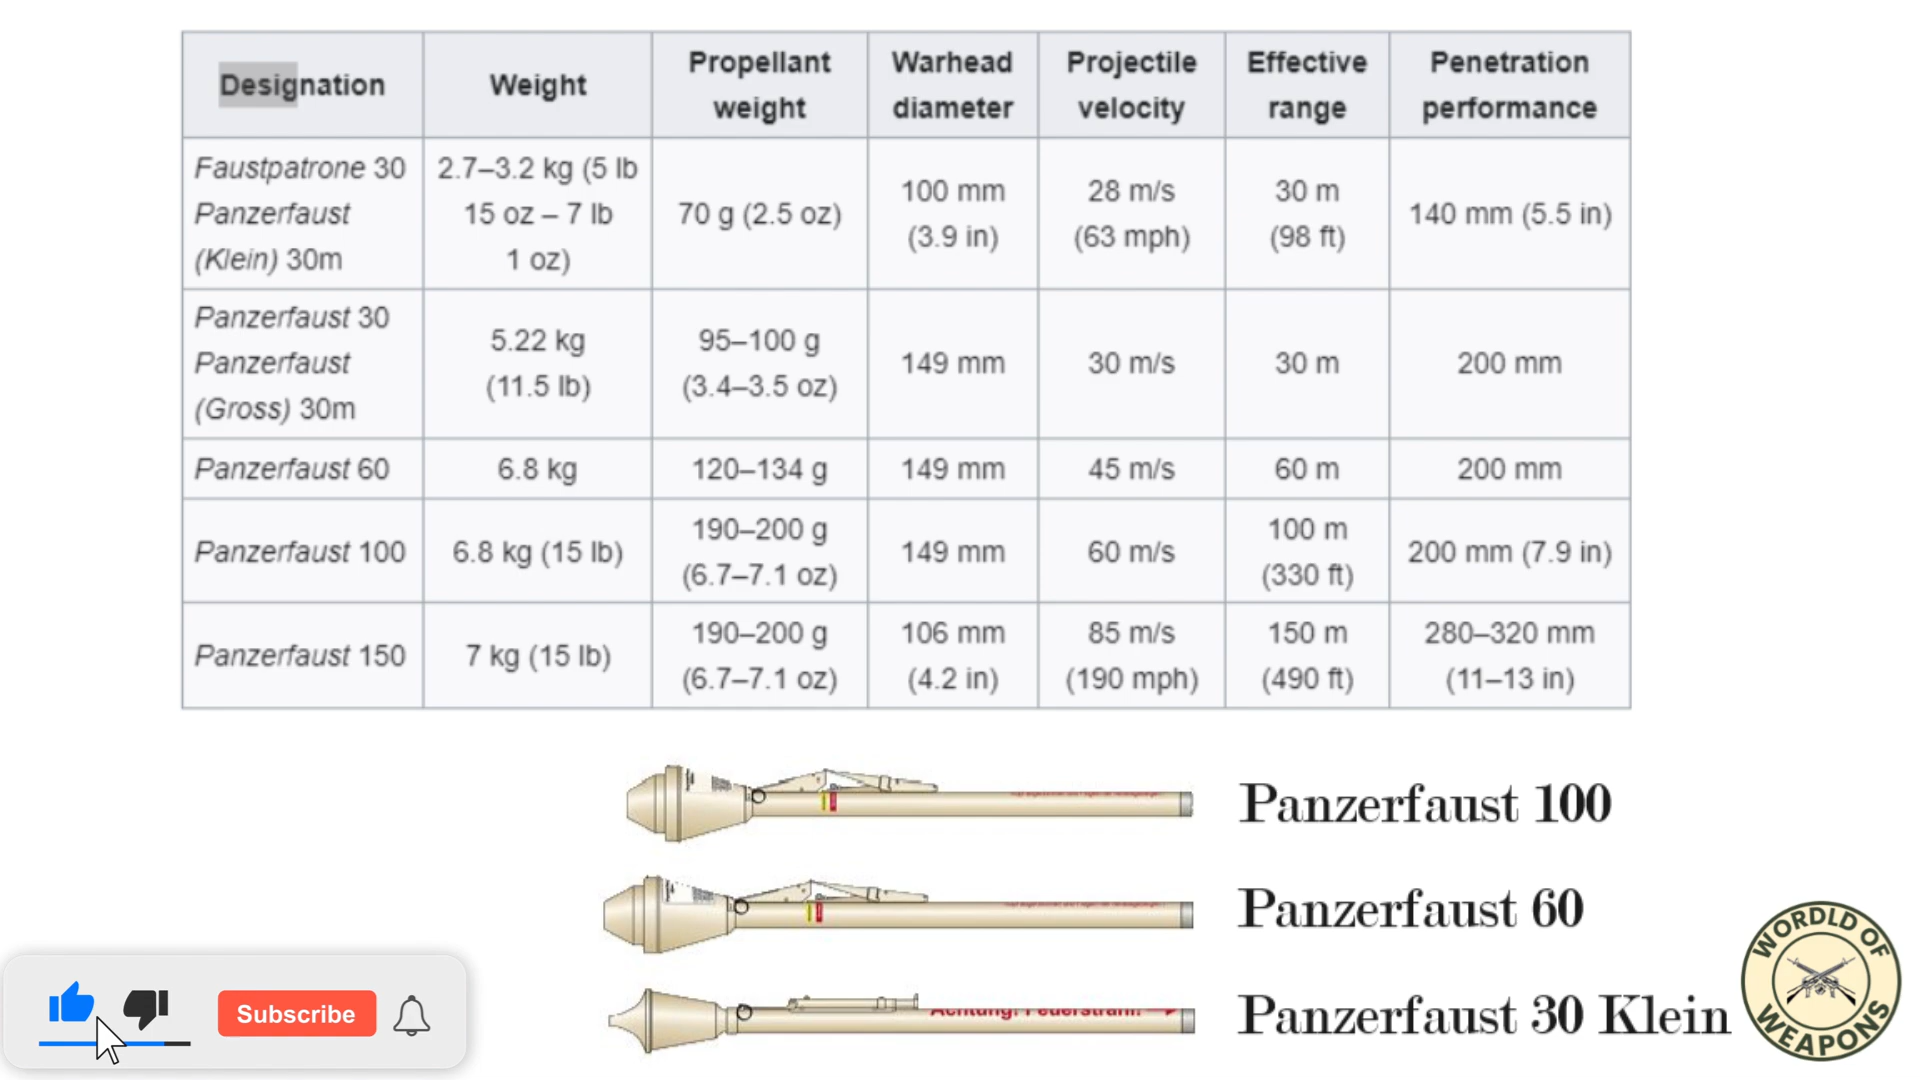 Designation
Weight
Propellant
weight
Warhead
diameter
Projectile
velocity
Effective
range
Penetration
performance
Faustpatrone 30
Panzerfaust
(Klein) 30m
2.7–3.2 kg (5 lb
15 oz – 7 lb
1 oz)
70 g (2.5 oz)
100 mm
(3.9 in)
28 m/s
(63 mph)
30 m
(98 ft)
140 mm (5.5 in)
Panzerfaust 30
Panzerfaust
(Gross) 30m
5.22 kg
(11.5 lb)
95–100 g
(3.4–3.5 oz)
149 mm
30 m/s
30 m
200 mm
Panzerfaust 60
6.8 kg
120–134 g
149 mm
45 m/s
60 m
200 mm
Panzerfaust 100
6.8 kg (15 lb)
190–200 g
(6.7–7.1 oz)
149 mm
60 m/s
100 m
(330 ft)
200 mm (7.9 in)
Panzerfaust 150
7 kg (15 lb)
190–200 g
(6.7–7.1 oz)
106 mm
(4.2 in)
85 m/s
(190 mph)
150 m
(490 ft)
280–320 mm
(11–13 in)
Panzerfaust 100
Panzerfaust 60
Achtung! Feuerstrahl!
Panzerfaust 30 Klein
Subscribe
WORDLD OF
WEAPONS